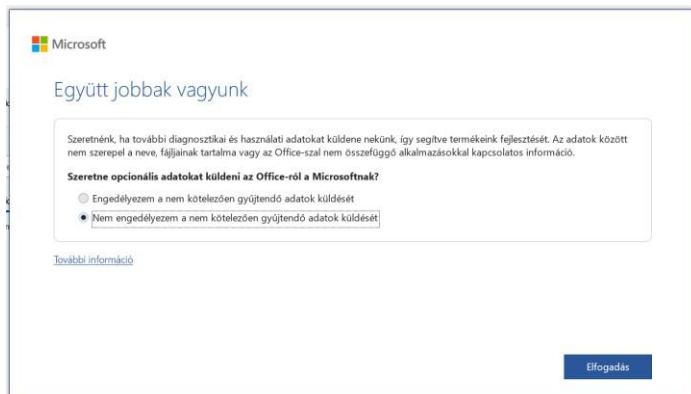 Microsoft
Együtt jobbak vagyunk
Szeretnénk, ha további diagnosztikai és használati adatokat küldene nekünk, így segítve termékeink fejlesztését. Az adatok között
nem szerepel a neve, fájljainak tartalma vagy az Office-szal nem összefüggő alkalmazásokkal kapcsolatos információ.
Szeretne opcionális adatokat küldeni az Office-ról a Microsoftnak?
Engedélyezem a nem kötelezően gyűjtendő adatok küldését
Nem engedélyezem a nem kötelezően gyűjtendő adatok küldését
További információ
Elfogadás